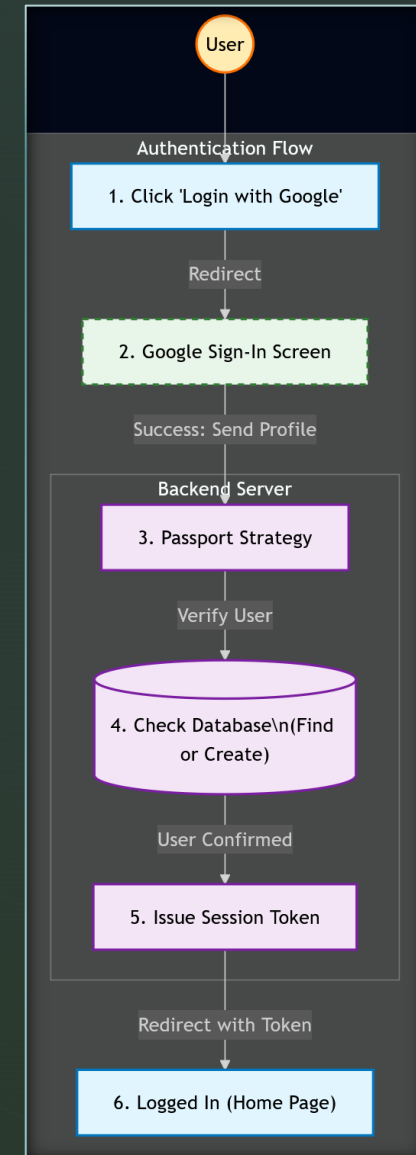 User
Authentication Flow
1. Click 'Login with Google'
Redirect
2. Google Sign-In Screen
Success: Send Profile
Backend Server
3. Passport Strategy
Verify User
4. Check Database\n(Find
or Create)
User Confirmed
5. Issue Session Token
Redirect with Token
6. Logged In (Home Page)